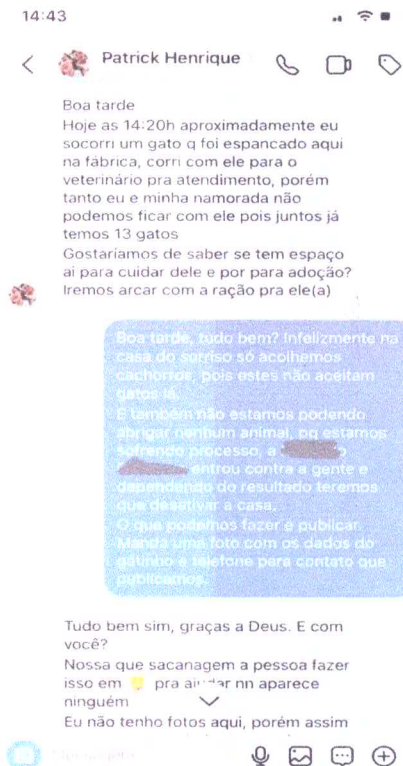 14:43
Patrick Henrique
Boa tarde
Hoje as 14:20h aproximadamente eu
socorri um gato q foi espancado aqui
na fábrica, corri com ele para o
veterinário pra atendimento, porém
tanto eu e minha namorada não
podemos ficar com ele pois juntos já
temos 13 gatos
Gostaríamos de saber se tem espaço
ai para cuidar dele e por para adoção?
Iremos arcar com a ração pra ele(a)
Boa tarde, tudo bem? Infelizmente na
casa do sorriso só acolhemos
cachorros, pois estes não aceitam
gatos lá.
E também não estamos podendo
abrigar nenhum animal, pq estamos
sofrendo processo, a
entrou contra a gente e
dependendo do resultado teremos
que desativar a casa.
O que podemos fazer é publicar.
Manda uma foto com os dados do
gatinho e telefone para contato que
publicamos.
Tudo bem sim, graças a Deus. E com
você?
Nossa que sacanagem a pessoa fazer
isso em pra ajudar nn aparece
ninguém
Eu não tenho fotos aqui, porém assim